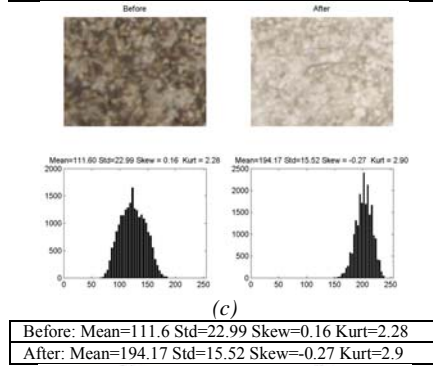 Before After
Mean=111.60 Std=22.99 Skew = 0.16 Kurt = 2.28 Mean=194.17 Std=15.52 Skew = -0.27 Kurt = 2.90
2000 2500
1500 2000
1000 1500
500 1000
0 500
0 50 100 150 200 250 0
0 50 100 150 200 250
(c)
Before: Mean=111.6 Std=22.99 Skew=0.16 Kurt=2.28
After: Mean=194.17 Std=15.52 Skew=-0.27 Kurt=2.9